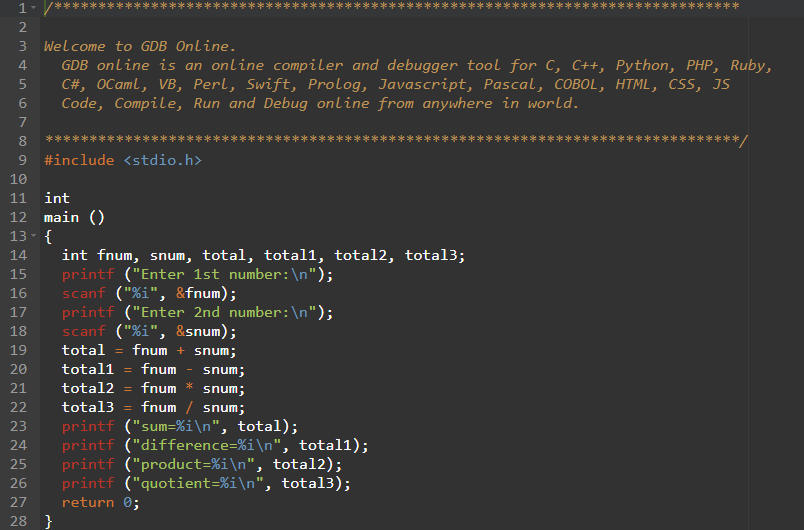 1 /******************************************************************************
2
3 Welcome to GDB Online.
4   GDB online is an online compiler and debugger tool for C, C++, Python, PHP, Ruby,
5   C#, OCaml, VB, Perl, Swift, Prolog, Javascript, Pascal, COBOL, HTML, CSS, JS
6   Code, Compile, Run and Debug online from anywhere in world.
7
8 *******************************************************************************/
9 #include <stdio.h>
10
11 int
12 main ()
13 {
14   int fnum, snum, total, total1, total2, total3;
15   printf ("Enter 1st number:\n");
16   scanf ("%i", &fnum);
17   printf ("Enter 2nd number:\n");
18   scanf ("%i", &snum);
19   total = fnum + snum;
20   total1 = fnum - snum;
21   total2 = fnum * snum;
22   total3 = fnum / snum;
23   printf ("sum=%i\n", total);
24   printf ("difference=%i\n", total1);
25   printf ("product=%i\n", total2);
26   printf ("quotient=%i\n", total3);
27   return 0;
28 }